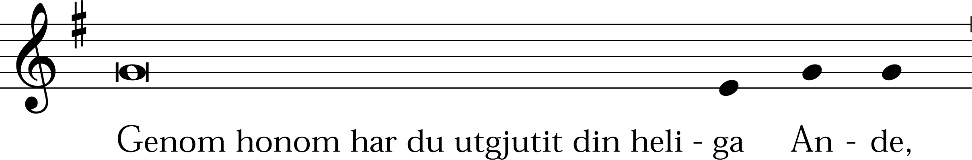 Genom honom har du utgjutit din heli - ga An - de,